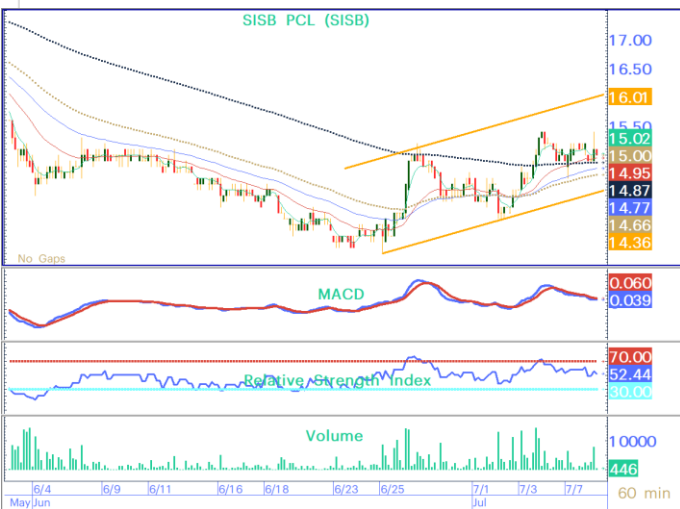 SISB PCL (SISB)
17.00
16.50
16.01
15.50
15.02
15.00
14.95
14.87
14.77
14.66
14.36
No Gaps
MACD
0.060
0.039
70.00
52.44
30.00
Relative Strength Index
Volume
10000
446
6/4 6/9 6/11 6/16 6/18 6/23 6/25 7/1 7/3 7/7
May Jun Jul
60 min